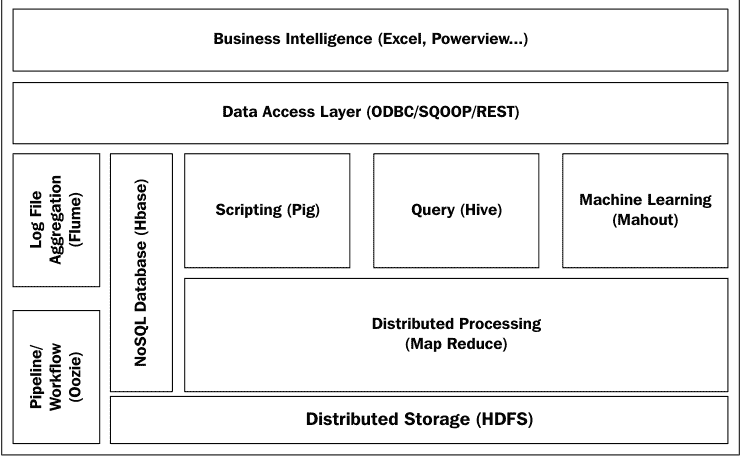 Business Intelligence (Excel, Powerview...)
Data Access Layer (ODBC/SQOOP/REST)
Log File
Aggregation
(Flume)
NoSQL Database (Hbase)
Scripting (Pig)
Query (Hive)
Machine Learning
(Mahout)
Distributed Processing
(Map Reduce)
Pipeline/
Workflow
(Oozie)
Distributed Storage (HDFS)